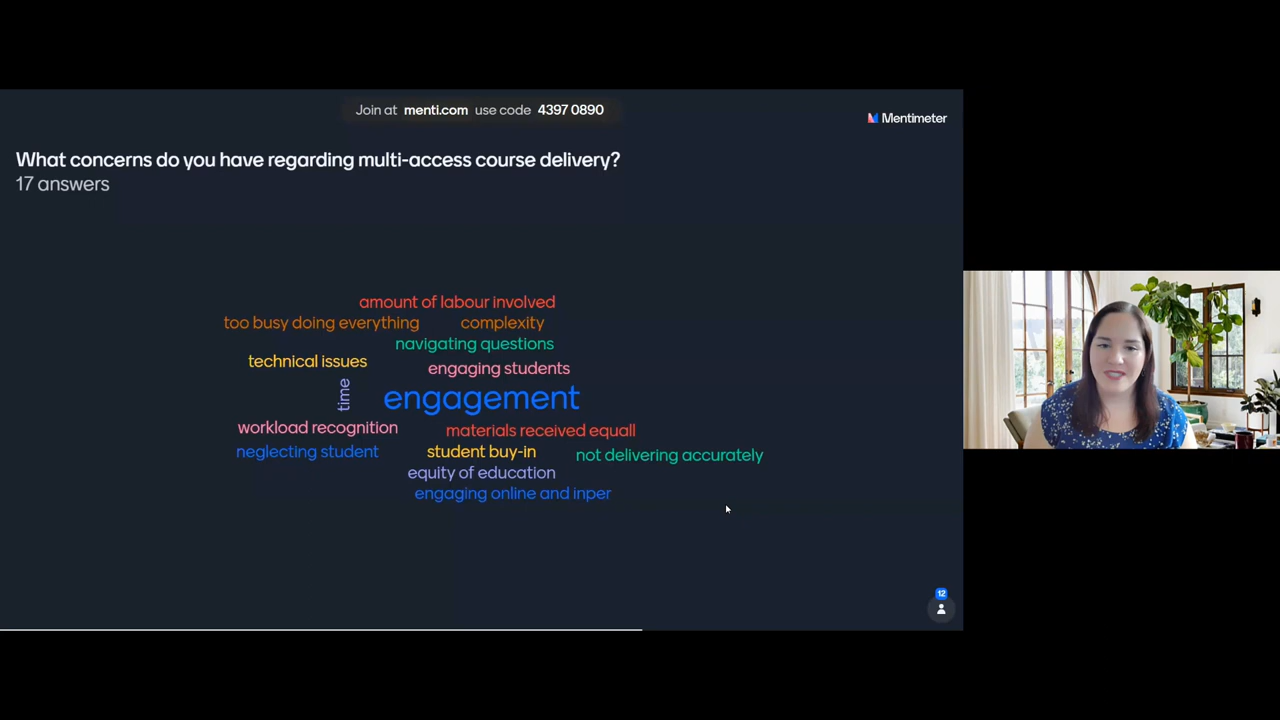 Join at menti.com use code 4397 0890
Mentimeter
What concerns do you have regarding multi-access course delivery?
17 answers
amount of labour involved
too busy doing everything
complexity
navigating questions
technical issues
engaging students
time
engagement
workload recognition
materials received equall
neglecting student
student buy-in
not delivering accurately
equity of education
engaging online and inper
12